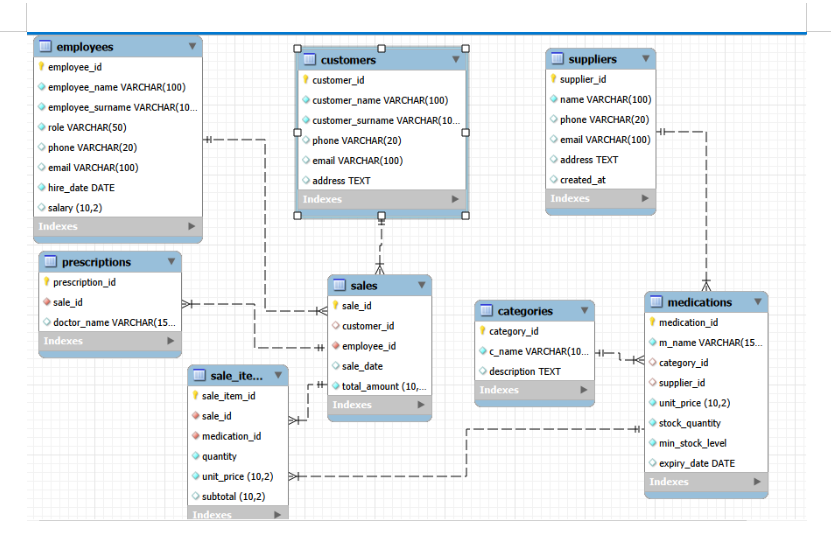 employees
employee_id
employee_name VARCHAR(100)
employee_surname VARCHAR(10...
role VARCHAR(50)
phone VARCHAR(20)
email VARCHAR(100)
hire_date DATE
salary (10,2)
Indexes
customers
customer_id
customer_name VARCHAR(100)
customer_surname VARCHAR(10...
phone VARCHAR(20)
email VARCHAR(100)
address TEXT
Indexes
suppliers
supplier_id
name VARCHAR(100)
phone VARCHAR(20)
email VARCHAR(100)
address TEXT
created_at
Indexes
prescriptions
prescription_id
sale_id
doctor_name VARCHAR(15...
Indexes
sales
sale_id
customer_id
employee_id
sale_date
total_amount (10,...
Indexes
categories
category_id
c_name VARCHAR(10...
description TEXT
Indexes
medications
medication_id
m_name VARCHAR(15...
category_id
supplier_id
unit_price (10,2)
stock_quantity
min_stock_level
expiry_date DATE
Indexes
sale_ite...
sale_item_id
sale_id
medication_id
quantity
unit_price (10,2)
subtotal (10,2)
Indexes